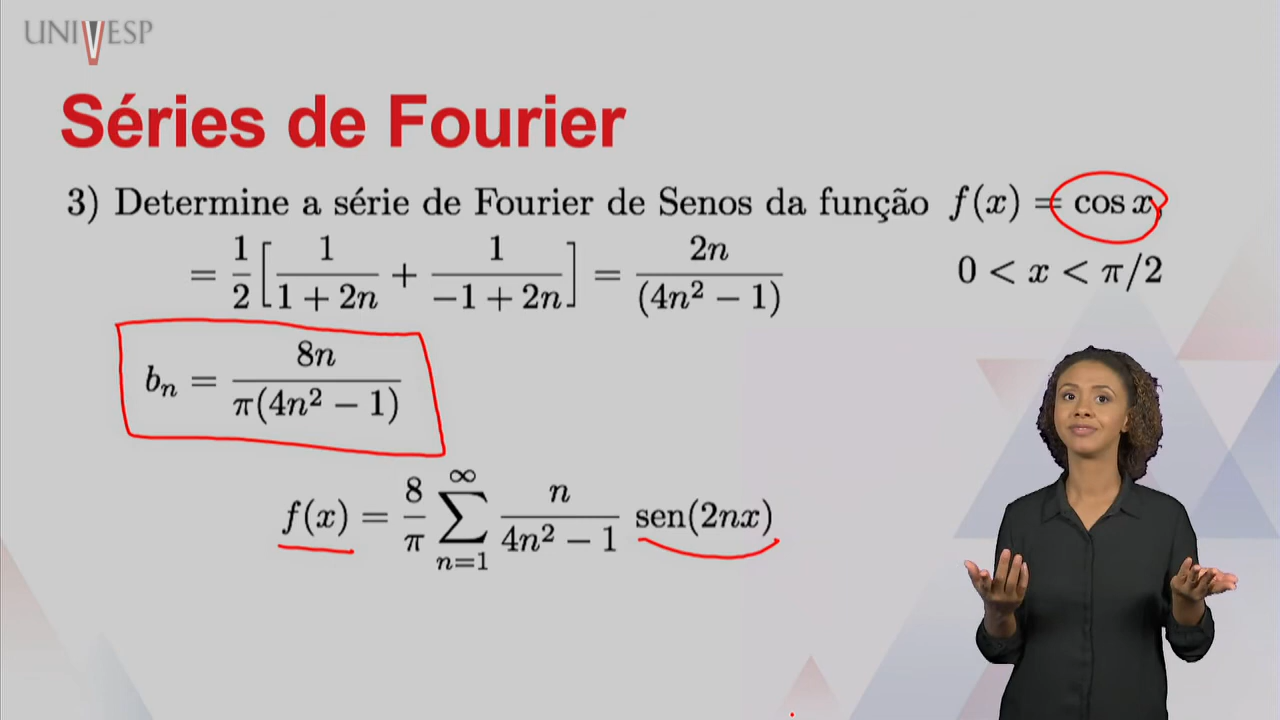 UNIVESP
Séries de Fourier
3) Determine a série de Fourier de Senos da função f(x) = cos x,
= 1/2 [ 1/(1 + 2n) + 1/(−1 + 2n) ] = 2n/(4n² − 1)
0 < x < π/2
bₙ = 8n/π(4n² − 1)
f(x) = 8/π ∑_{n=1}^{∞} n/(4n² − 1) sen(2nx)